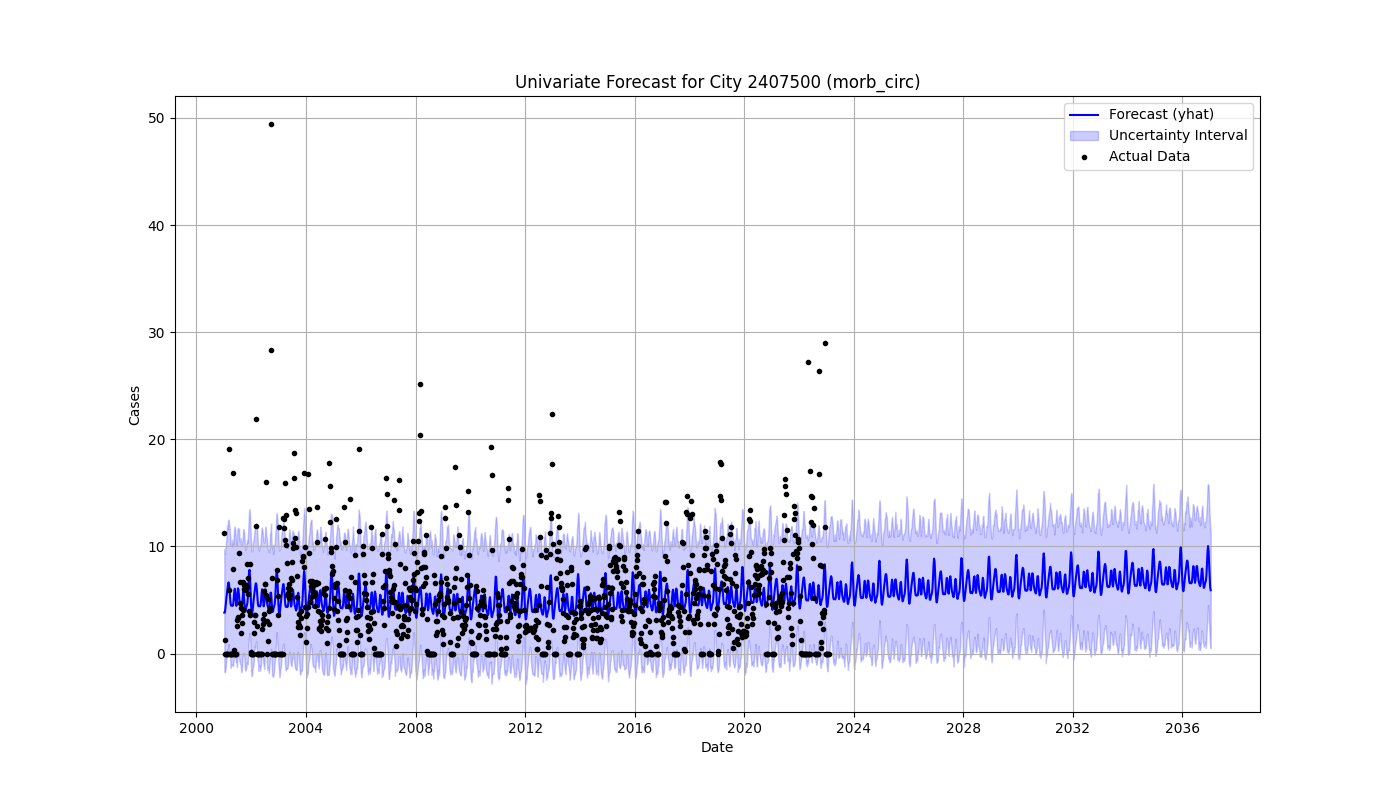 Univariate Forecast for City 2407500 (morb_circ)
Forecast (yhat)
Uncertainty Interval
Actual Data
Cases
50
40
30
20
10
0
2000 2004 2008 2012 2016 2020 2024 2028 2032 2036
Date